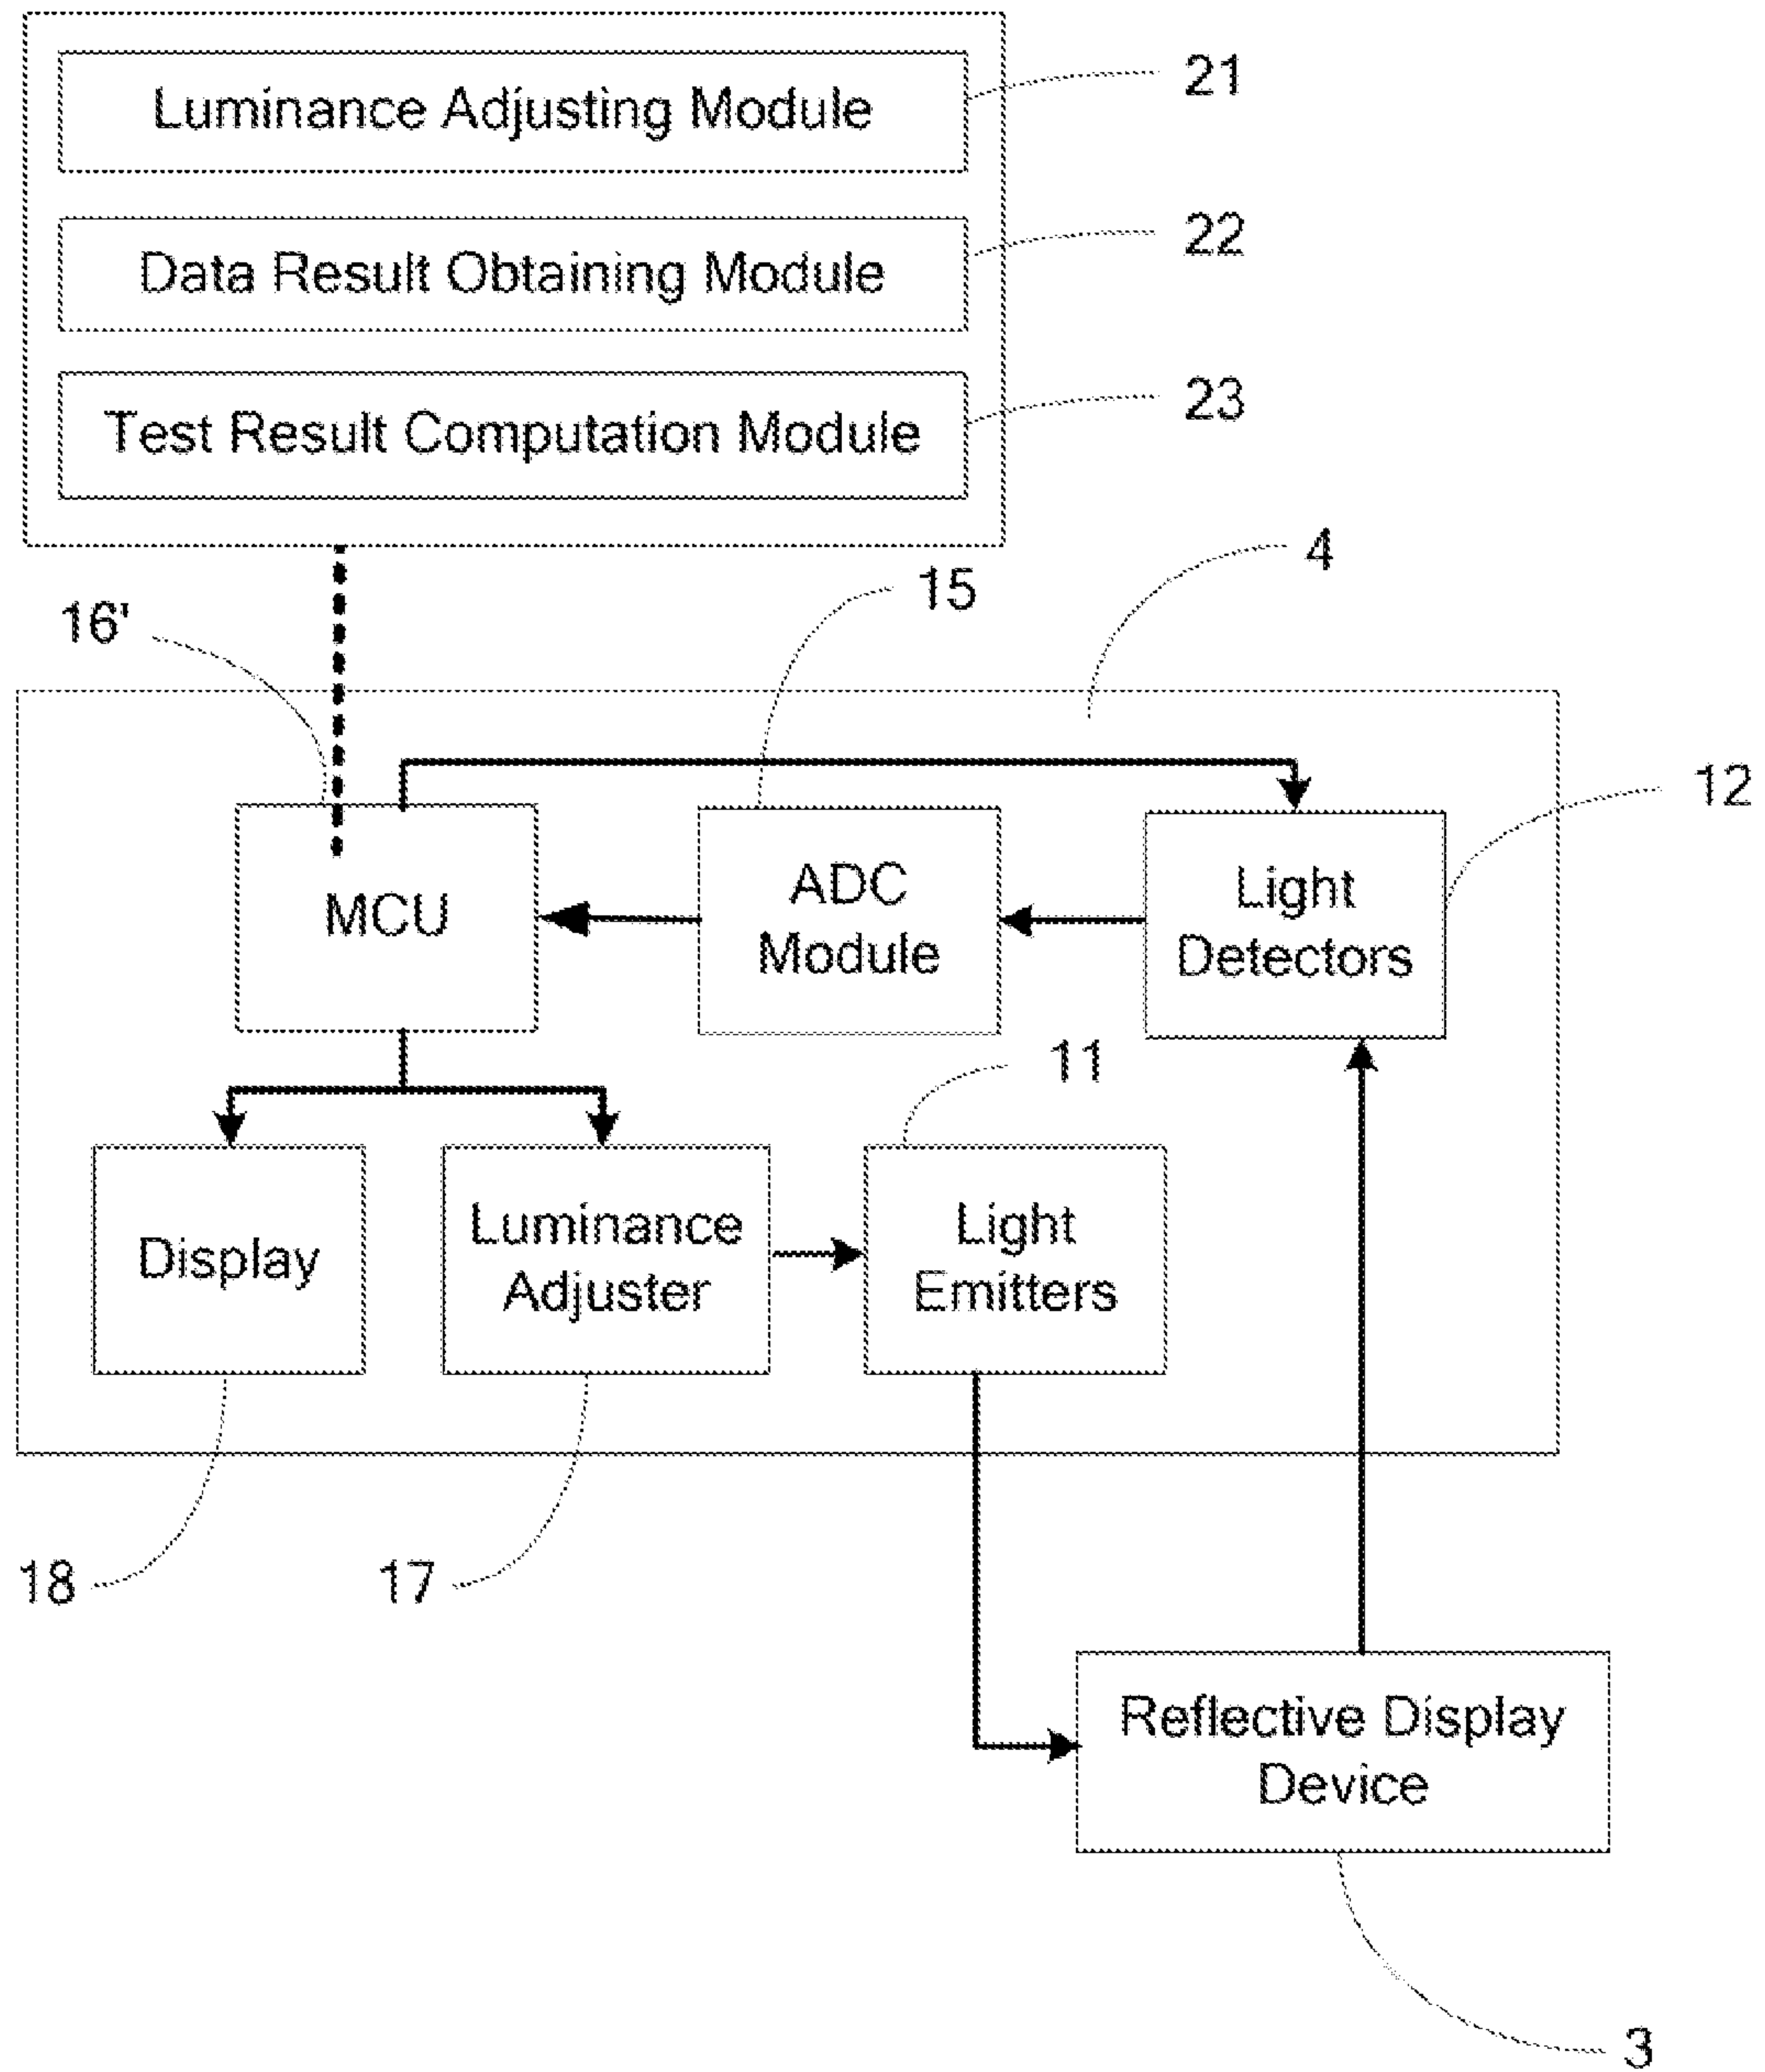 Luminance Adjusting Module
21
Data Result Obtaining Module
22
Test Result Computation Module
23
4
15
16'
12
MCU
ADC
Module
Light
Detectors
11
Display
Luminance
Adjuster
Light
Emitters
18
17
Reflective Display
Device
3